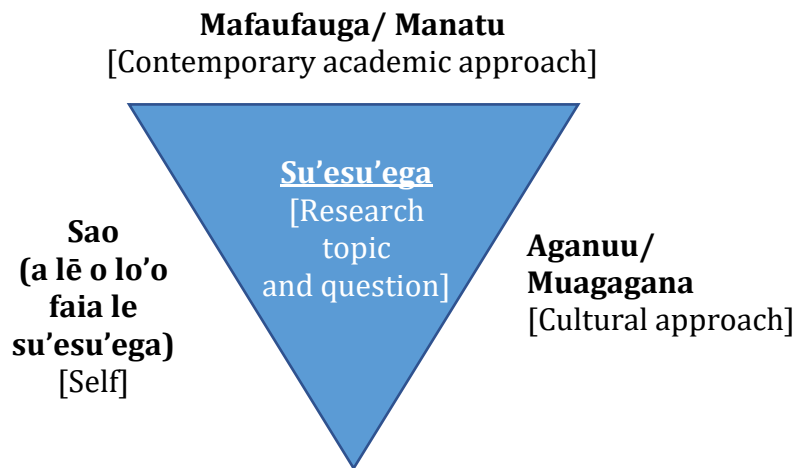 Mafaufauga/ Manatu
[Contemporary academic approach]
Su’esu’ega
[Research
topic
and question]
Sao
(a lē o lo’o
faia le
su’esu’ega)
[Self]
Aganuu/
Muagagana
[Cultural approach]